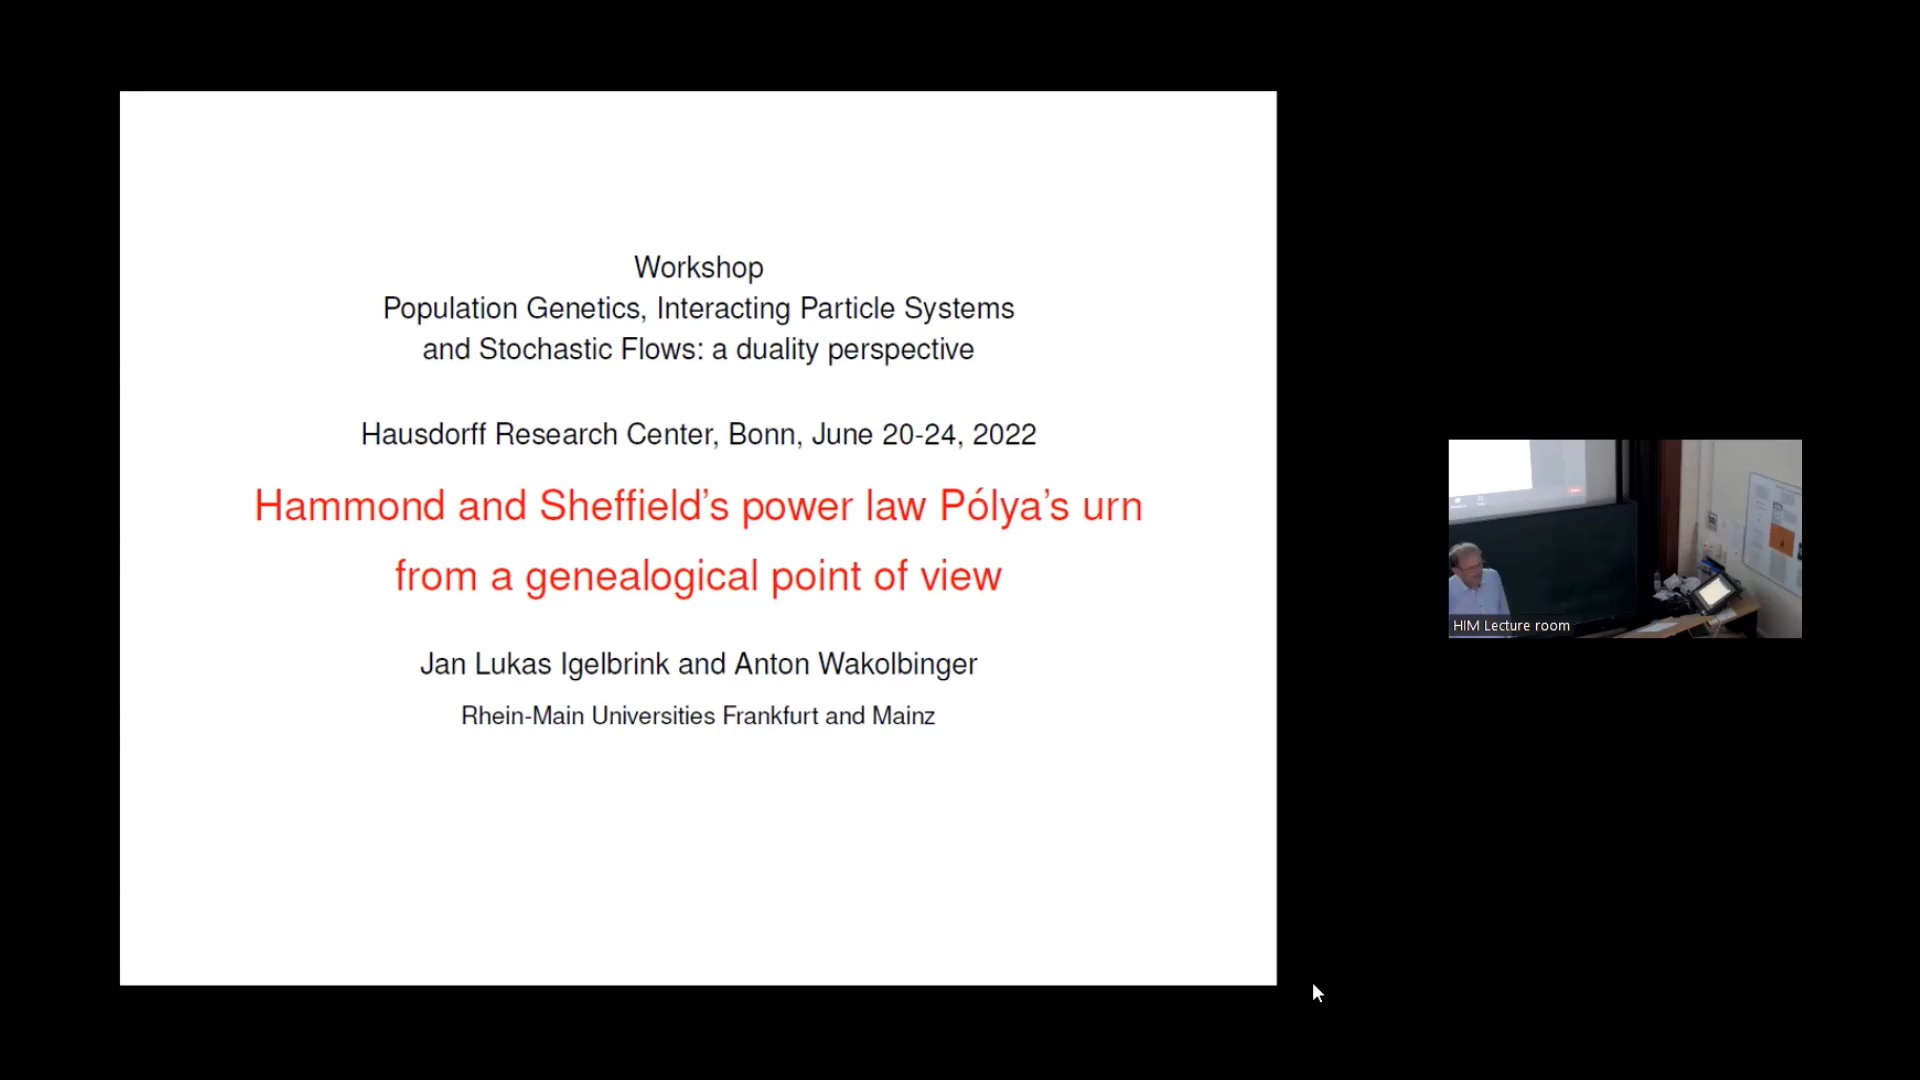 Workshop
Population Genetics, Interacting Particle Systems
and Stochastic Flows: a duality perspective
Hausdorff Research Center, Bonn, June 20-24, 2022
Hammond and Sheffield's power law Pólya's urn
from a genealogical point of view
Jan Lukas Igelbrink and Anton Wakolbinger
Rhein-Main Universities Frankfurt and Mainz
HIM Lecture room